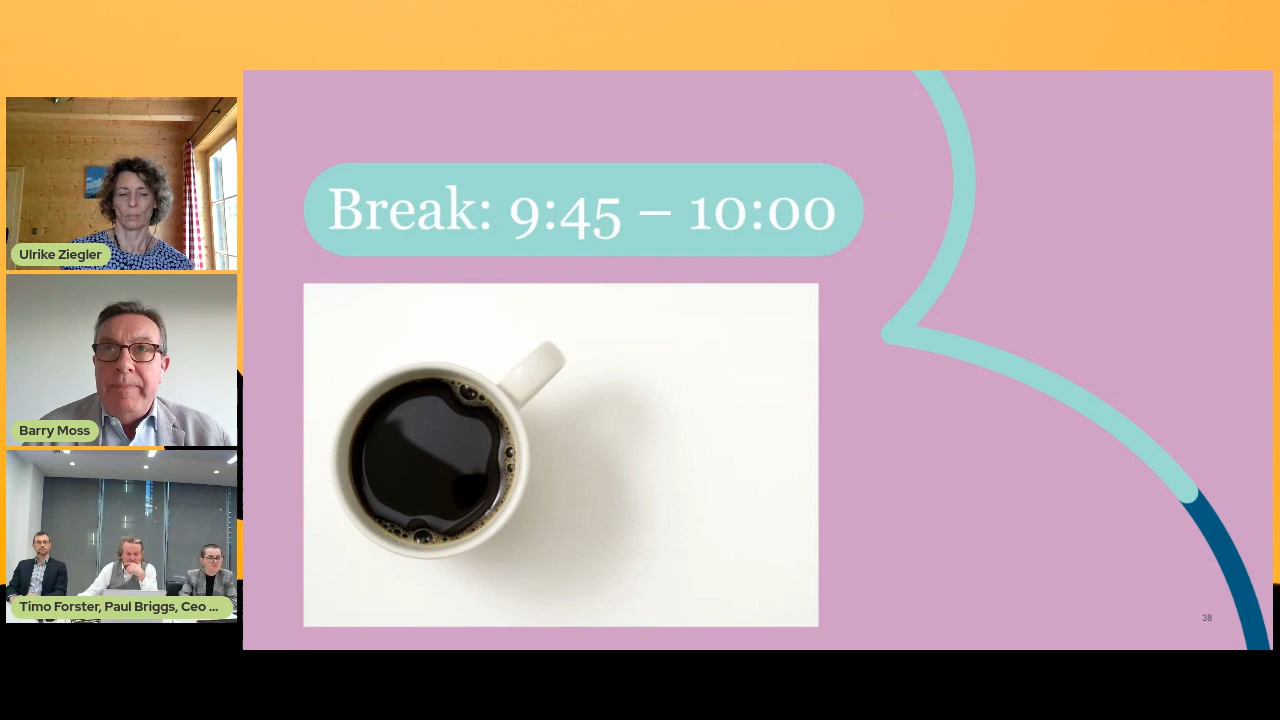 Break: 9:45 – 10:00
Ulrike Ziegler
Barry Moss
Timo Forster, Paul Briggs, Ceo ...
38